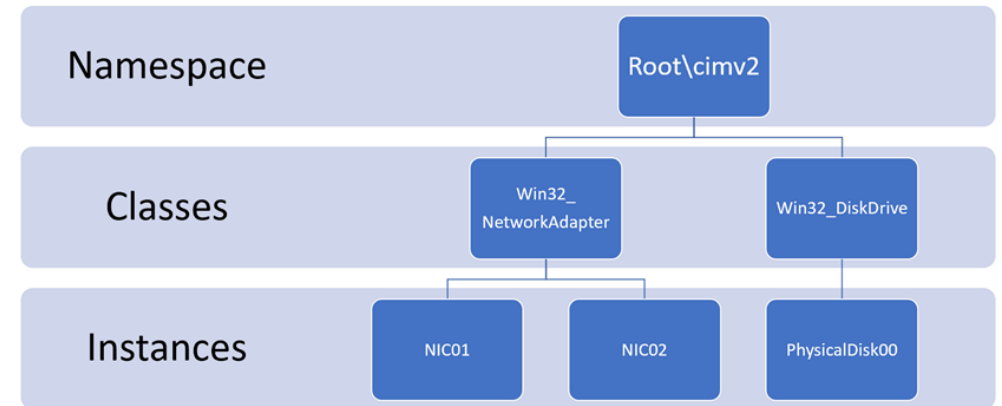 Namespace
Root\cimv2
Classes
Win32_
NetworkAdapter
Win32_DiskDrive
Instances
NIC01
NIC02
PhysicalDisk00